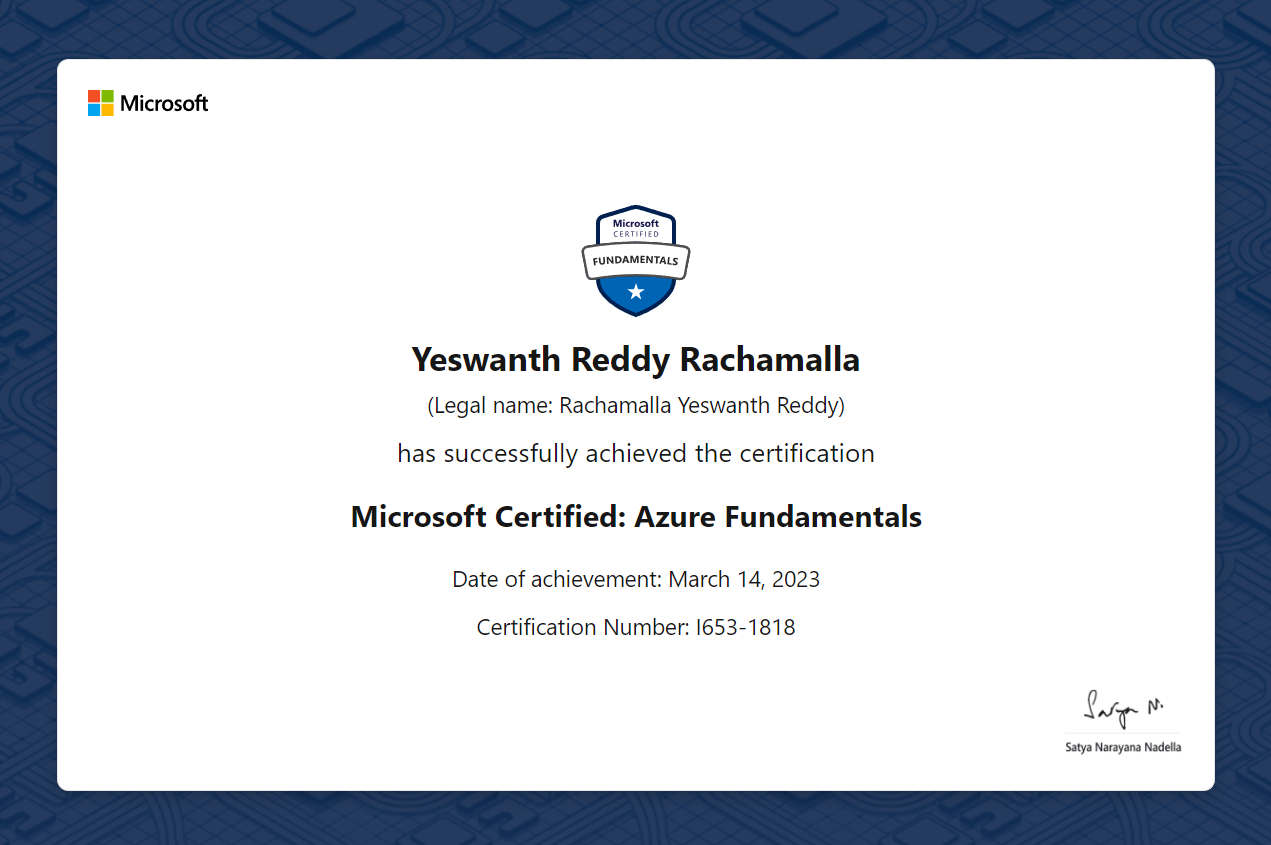 Microsoft
Microsoft
CERTIFIED
FUNDAMENTALS
Yeswanth Reddy Rachamalla
(Legal name: Rachamalla Yeswanth Reddy)
has successfully achieved the certification
Microsoft Certified: Azure Fundamentals
Date of achievement: March 14, 2023
Certification Number: I653-1818
Satya N.
Satya Narayana Nadella